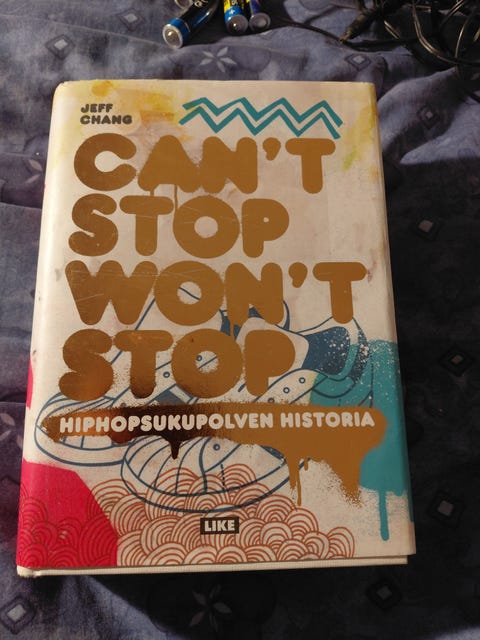 JEFF
CHANG
CAN'T
STOP
WON'T
STOP
HIPHOPSUKUPOLVEN HISTORIA
LIKE